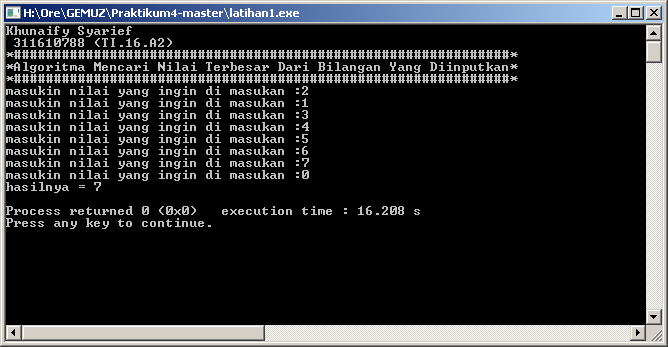 H:\Ore\GEMUZ\Praktikum4-master\latihan1.exe
Khunaify Syarief
 311610788 (TI.16.A2)
*##############################################################*
*Algoritma Mencari Nilai Terbesar Dari Bilangan Yang Diinputkan*
*##############################################################*
masukin nilai yang ingin di masukan :2
masukin nilai yang ingin di masukan :1
masukin nilai yang ingin di masukan :3
masukin nilai yang ingin di masukan :4
masukin nilai yang ingin di masukan :5
masukin nilai yang ingin di masukan :6
masukin nilai yang ingin di masukan :7
masukin nilai yang ingin di masukan :0
hasilnya = 7
Process returned 0 (0x0)   execution time : 16.208 s
Press any key to continue.